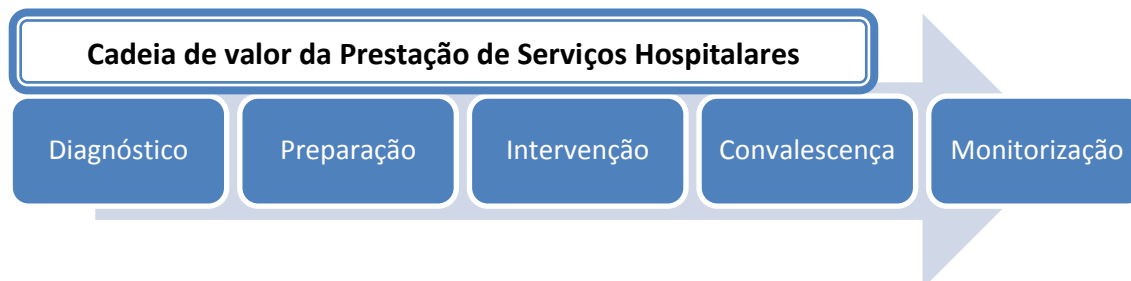 Cadeia de valor da Prestação de Serviços Hospitalares
Diagnóstico
Preparação
Intervenção
Convalescença
Monitorização